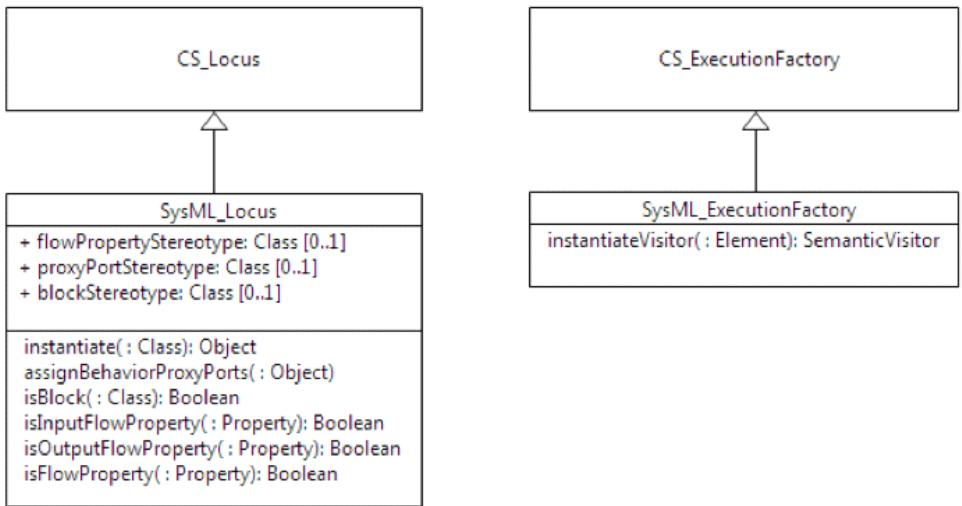 CS_Locus
SysML_Locus
+ flowPropertyStereotype: Class [0..1]
+ proxyPortStereotype: Class [0..1]
+ blockStereotype: Class [0..1]
instantiate( : Class): Object
assignBehaviorProxyPorts( : Object)
isBlock( : Class): Boolean
isInputFlowProperty( : Property): Boolean
isOutputFlowProperty( : Property): Boolean
isFlowProperty( : Property): Boolean
CS_ExecutionFactory
SysML_ExecutionFactory
instantiateVisitor( : Element): SemanticVisitor